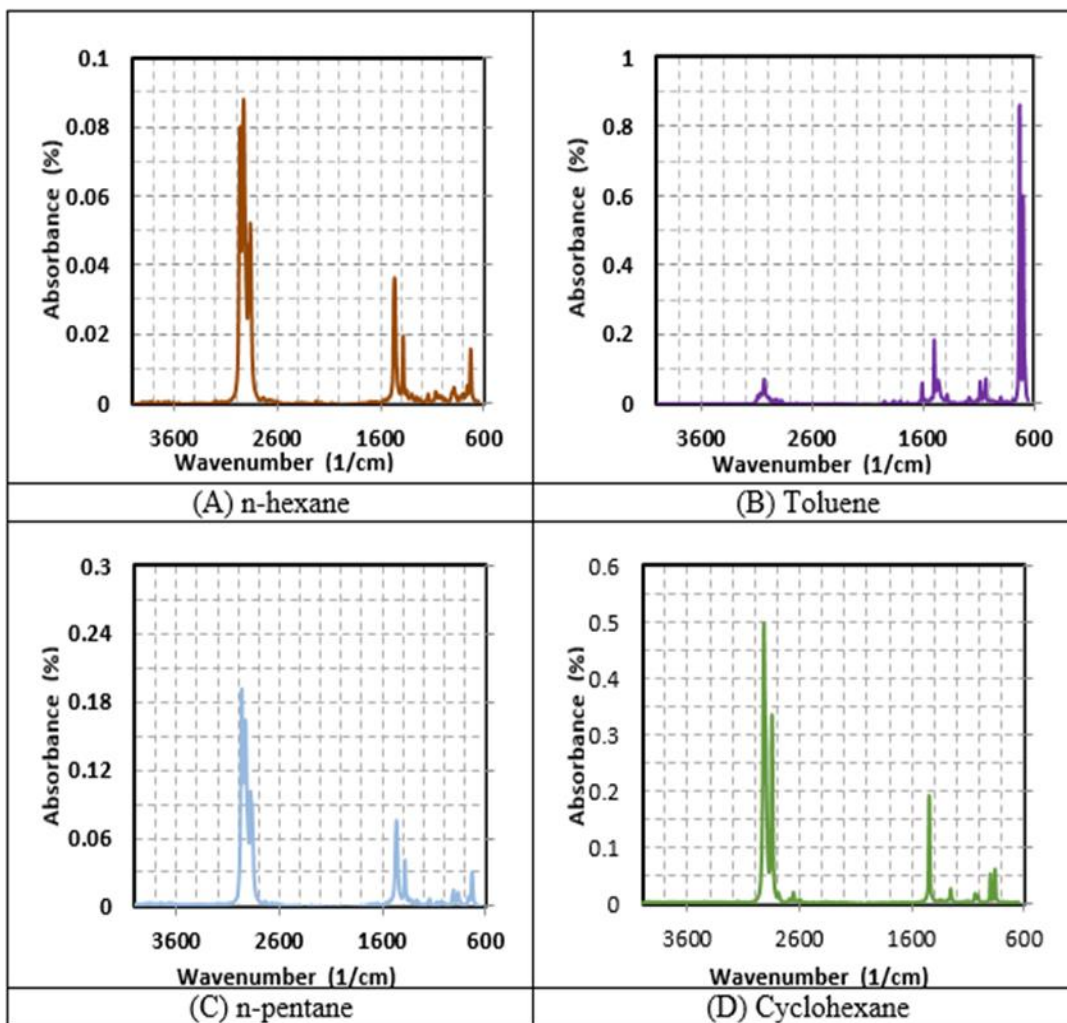 0.1
0.08
0.06
0.04
0.02
0
Absorbance (%)
3600 2600 1600 600
Wavenumber (1/cm)
(A) n-hexane
1
0.8
0.6
0.4
0.2
0
Absorbance (%)
3600 2600 1600 600
Wavenumber (1/cm)
(B) Toluene
0.3
0.24
0.18
0.12
0.06
0
Absorbance (%)
3600 2600 1600 600
Wavenumber (1/cm)
(C) n-pentane
0.6
0.5
0.4
0.3
0.2
0.1
0
Absorbance (%)
3600 2600 1600 600
Wavenumber (1/cm)
(D) Cyclohexane